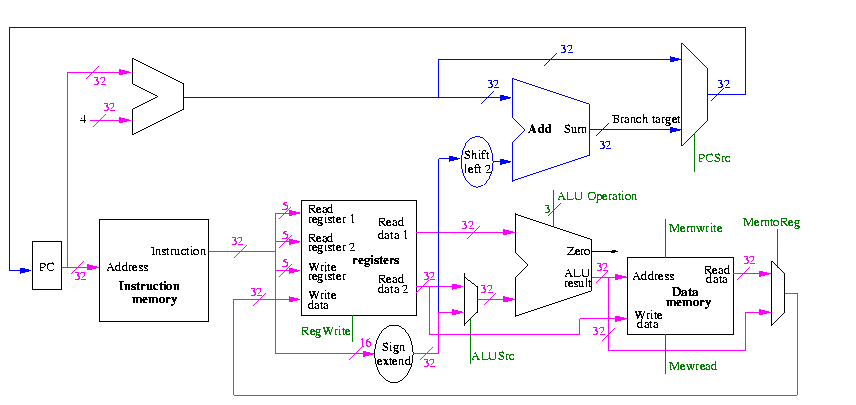 32
32
32
32
4
32
Add
Sum
Branch target
32
Shift
left 2
PCSrc
ALU Operation
3
5
Read
register 1
Read
data 1
32
Memwrite
MemtoReg
Instruction
32
5
Read
register 2
Zero
PC
32
Address
Instruction
memory
5
Write
register
registers
Read
data 2
32
ALU
result
32
Address
Read
data
32
32
Write
data
32
Data
memory
Write
data
32
RegWrite
16
Sign
extend
32
ALUSrc
Mewread